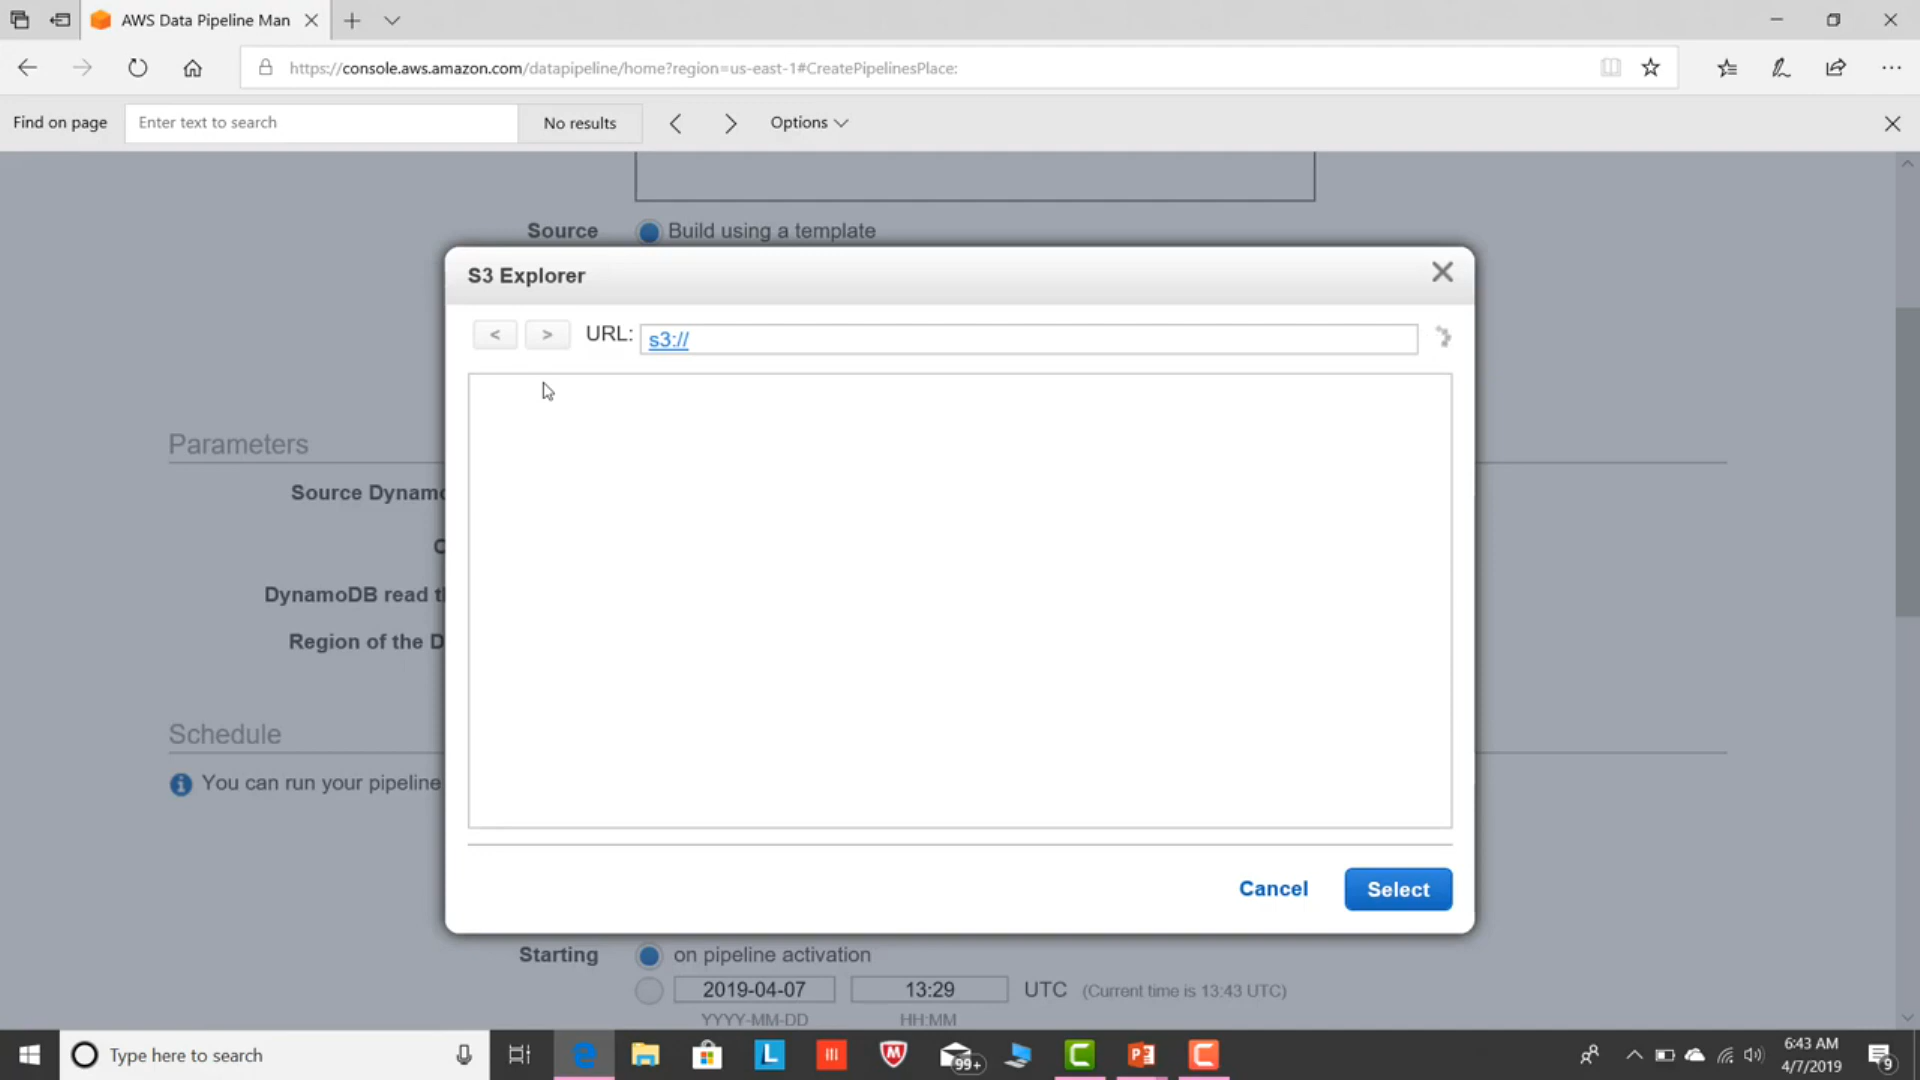 AWS Data Pipeline Man
https://console.aws.amazon.com/datapipeline/home?region=us-east-1#CreatePipelinesPlace:
Find on page
Enter text to search
No results
Options
Source
Build using a template
S3 Explorer
<
>
URL:
s3://
Parameters
Source Dynam
DynamoDB read t
Region of the D
Schedule
You can run your pipeline
Cancel
Select
Starting
on pipeline activation
2019-04-07
13:29
UTC
(Current time is 13:43 UTC)
YYYY-MM-DD
HH:MM
Type here to search
L
99+
C
P
C
6:43 AM
4/7/2019
9